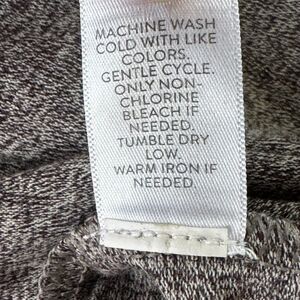 MACHINE WASH
COLD WITH LIKE
COLORS.
GENTLE CYCLE.
ONLY NON-
CHLORINE
BLEACH IF
NEEDED.
TUMBLE DRY
LOW.
WARM IRON IF
NEEDED